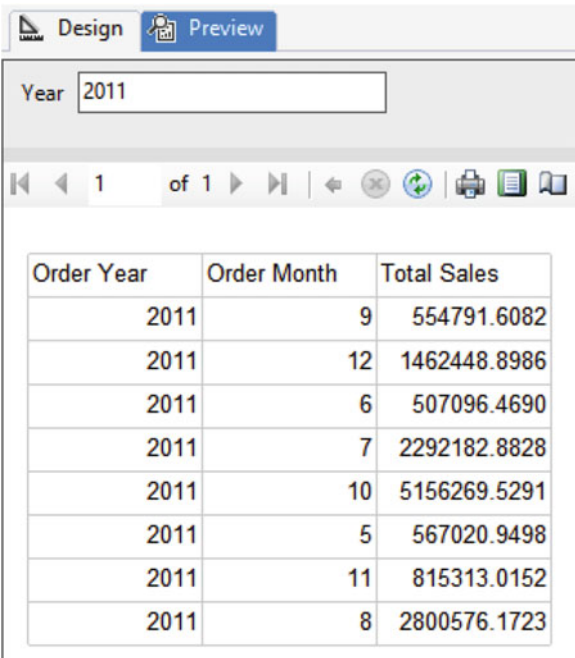 Design Preview
Year 2011
1 of 1
Order Year Order Month Total Sales
2011 9 554791.6082
2011 12 1462448.8986
2011 6 507096.4690
2011 7 2292182.8828
2011 10 5156269.5291
2011 5 567020.9498
2011 11 815313.0152
2011 8 2800576.1723